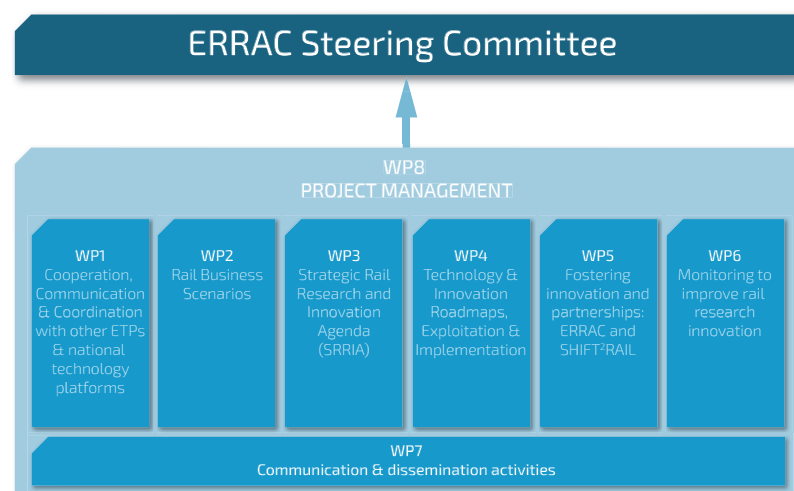 ERRAC Steering Committee
WP8
PROJECT MANAGEMENT
WP1
Cooperation,
Communication
& Coordination
with other ETPs
& national
technology
platforms
WP2
Rail Business
Scenarios
WP3
Strategic Rail
Research and
Innovation
Agenda
(SRRIA)
WP4
Technology &
Innovation
Roadmaps,
Exploitation &
Implementation
WP5
Fostering
innovation and
partnerships:
ERRAC and
SHIFT²RAIL
WP6
Monitoring to
improve rail
research
innovation
WP7
Communication & dissemination activities